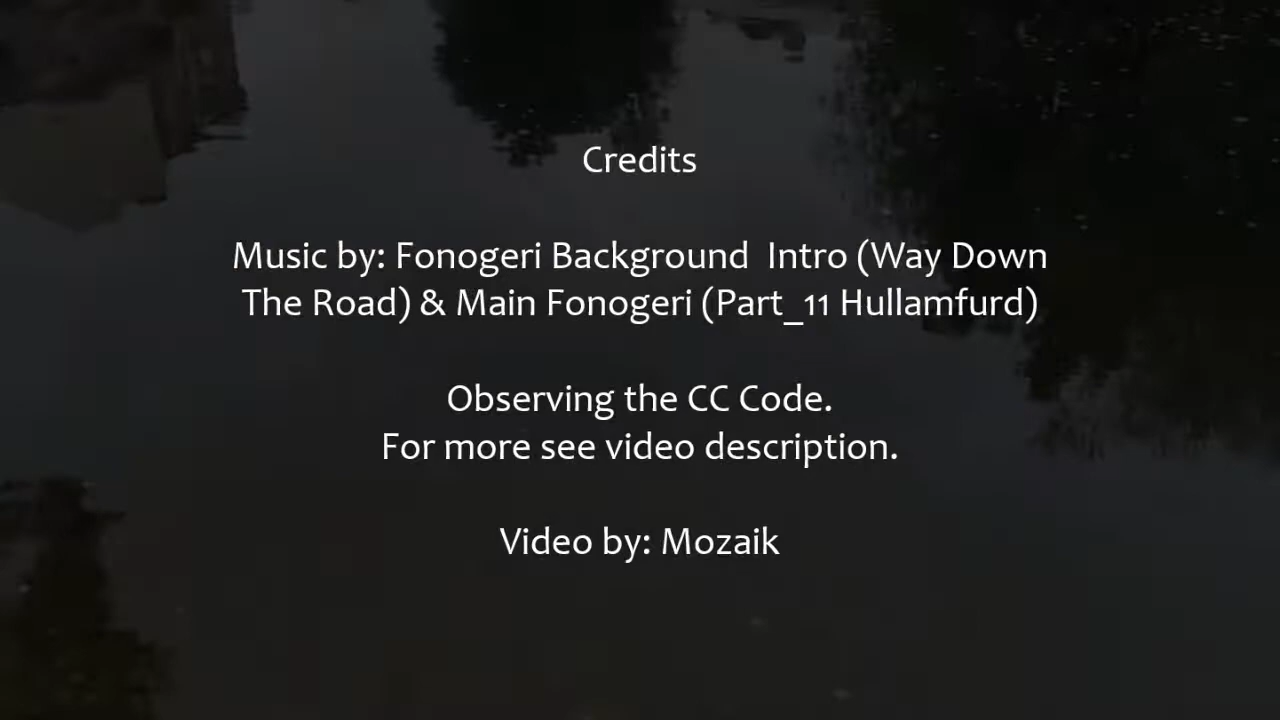 Credits
Music by: Fonogeri Background  Intro (Way Down
The Road) & Main Fonogeri (Part_11 Hullamfurd)
Observing the CC Code.
For more see video description.
Video by: Mozaik